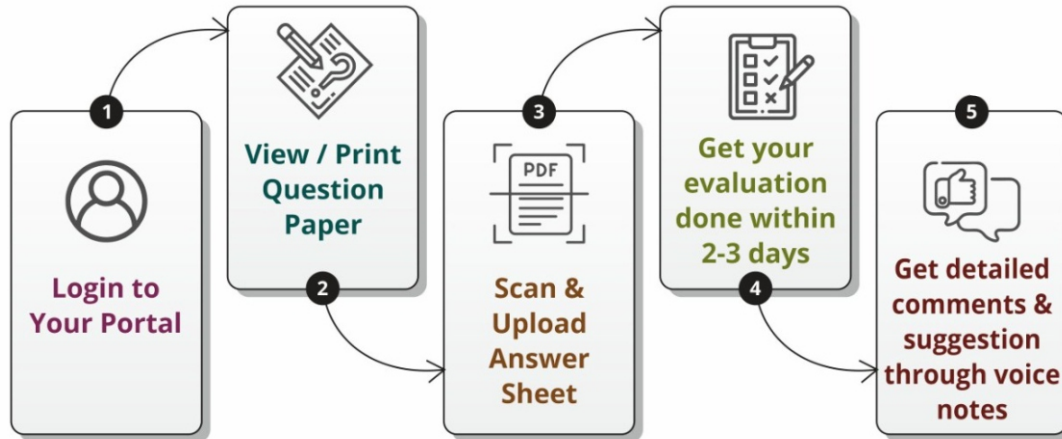 1
Login to
Your Portal
View / Print
Question
Paper
2
3
PDF
Scan &
Upload
Answer
Sheet
Get your
evaluation
done within
2-3 days
4
5
Get detailed
comments &
suggestion
through voice
notes